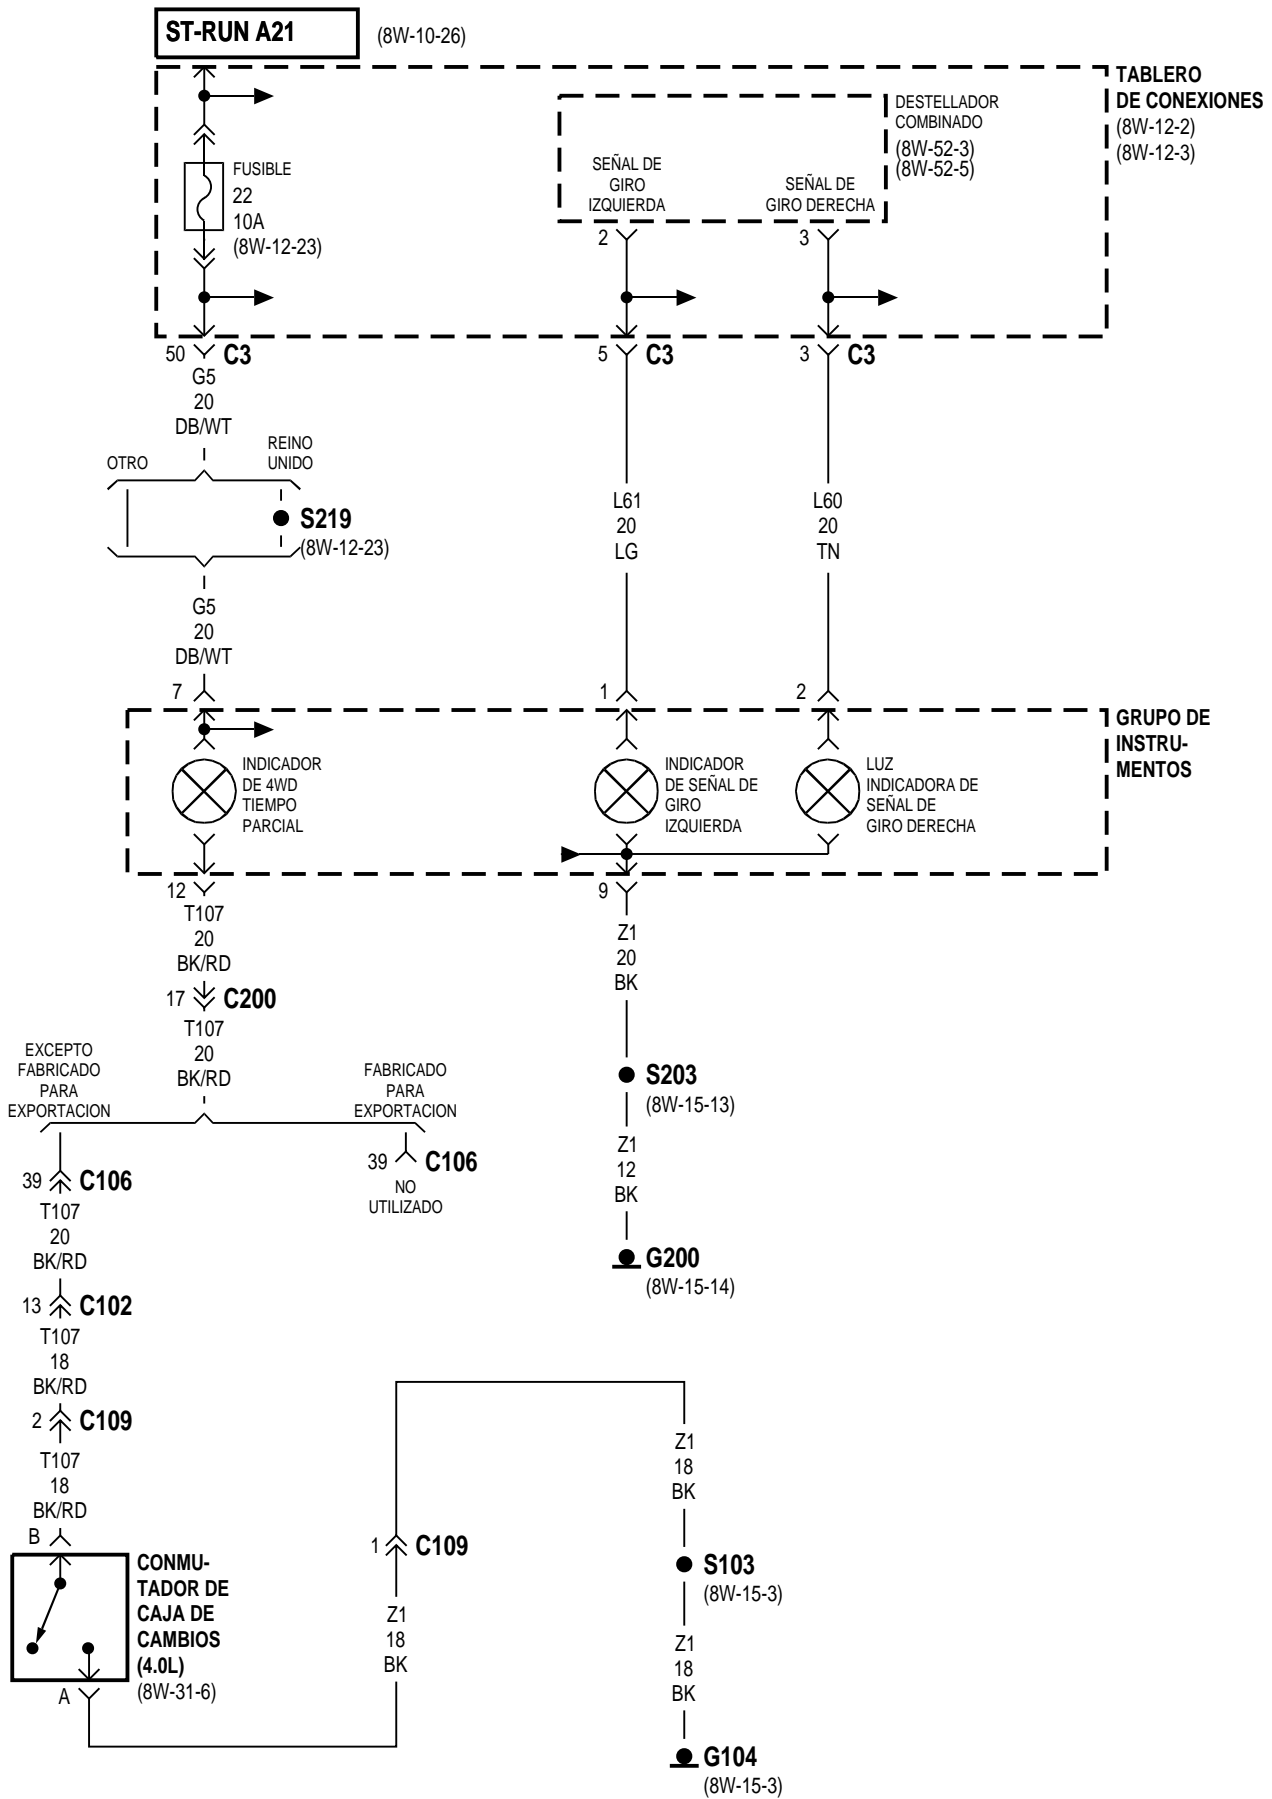 ST-RUN A21
(8W-10-26)
TABLERO
DE CONEXIONES
(8W-12-2)
(8W-12-3)
DESTELLADOR
COMBINADO
(8W-52-3)
(8W-52-5)
SEÑAL DE
GIRO
IZQUIERDA
SEÑAL DE
GIRO DERECHA
FUSIBLE
22
10A
(8W-12-23)
2
3
50
C3
5
C3
3
C3
G5
20
DB/WT
OTRO
REINO
UNIDO
S219
(8W-12-23)
L61
20
LG
L60
20
TN
G5
20
DB/WT
7
1
2
GRUPO DE
INSTRU-
MENTOS
INDICADOR
DE 4WD
TIEMPO
PARCIAL
INDICADOR
DE SEÑAL DE
GIRO
IZQUIERDA
LUZ
INDICADORA DE
SEÑAL DE
GIRO DERECHA
12
9
T107
20
BK/RD
17
C200
T107
20
BK/RD
Z1
20
BK
S203
(8W-15-13)
Z1
12
BK
G200
(8W-15-14)
EXCEPTO
FABRICADO
PARA
EXPORTACION
FABRICADO
PARA
EXPORTACION
39
C106
NO
UTILIZADO
39
C106
T107
20
BK/RD
13
C102
T107
18
BK/RD
2
C109
T107
18
BK/RD
B
CONMU-
TADOR DE
CAJA DE
CAMBIOS
(4.0L)
(8W-31-6)
A
1
C109
Z1
18
BK
Z1
18
BK
S103
(8W-15-3)
Z1
18
BK
G104
(8W-15-3)